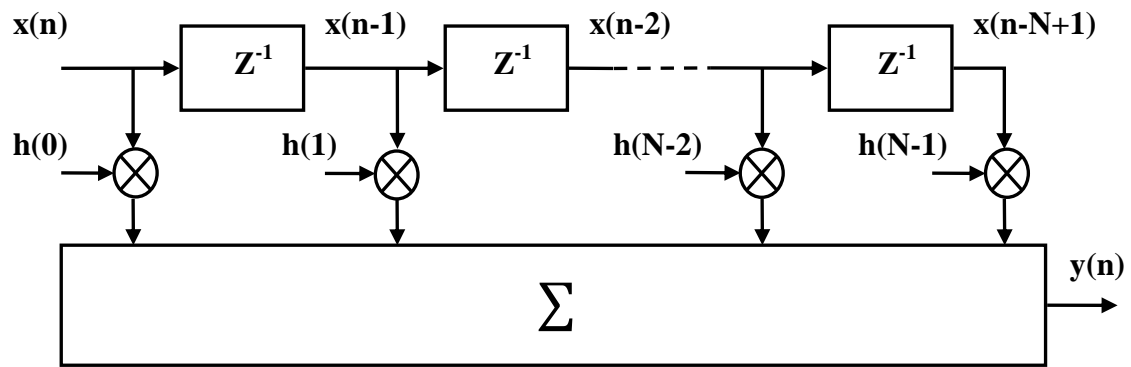 x(n) x(n-1) x(n-2) x(n-N+1)
Z-1 Z-1 Z-1
h(0) h(1) h(N-2) h(N-1)
y(n)
∑